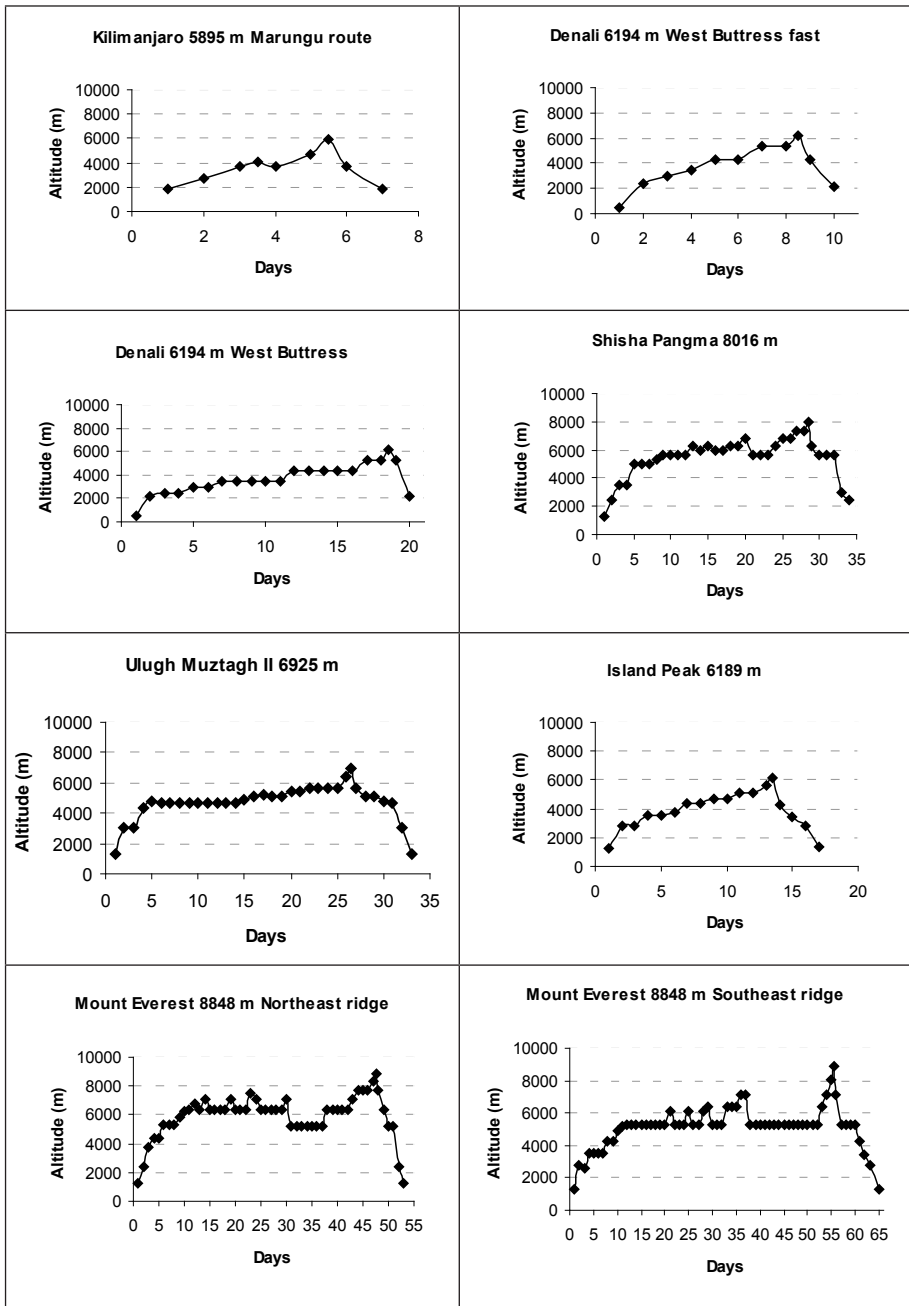 Kilimanjaro 5895 m Marungu route
10000
8000
6000
4000
2000
0
Altitude (m)
0 2 4 6 8
Days
Denali 6194 m West Buttress fast
10000
8000
6000
4000
2000
0
Altitude (m)
0 2 4 6 8 10
Days
Denali 6194 m West Buttress
10000
8000
6000
4000
2000
0
Altitude (m)
0 5 10 15 20
Days
Shisha Pangma 8016 m
10000
8000
6000
4000
2000
0
Altitude (m)
0 5 10 15 20 25 30 35
Days
Ulugh Muztagh II 6925 m
10000
8000
6000
4000
2000
0
Altitude (m)
0 5 10 15 20 25 30 35
Days
Island Peak 6189 m
10000
8000
6000
4000
2000
0
Altitude (m)
0 5 10 15 20
Days
Mount Everest 8848 m Northeast ridge
10000
8000
6000
4000
2000
0
Altitude (m)
0 5 10 15 20 25 30 35 40 45 50 55
Days
Mount Everest 8848 m Southeast ridge
10000
8000
6000
4000
2000
0
Altitude (m)
0 5 10 15 20 25 30 35 40 45 50 55 60 65
Days